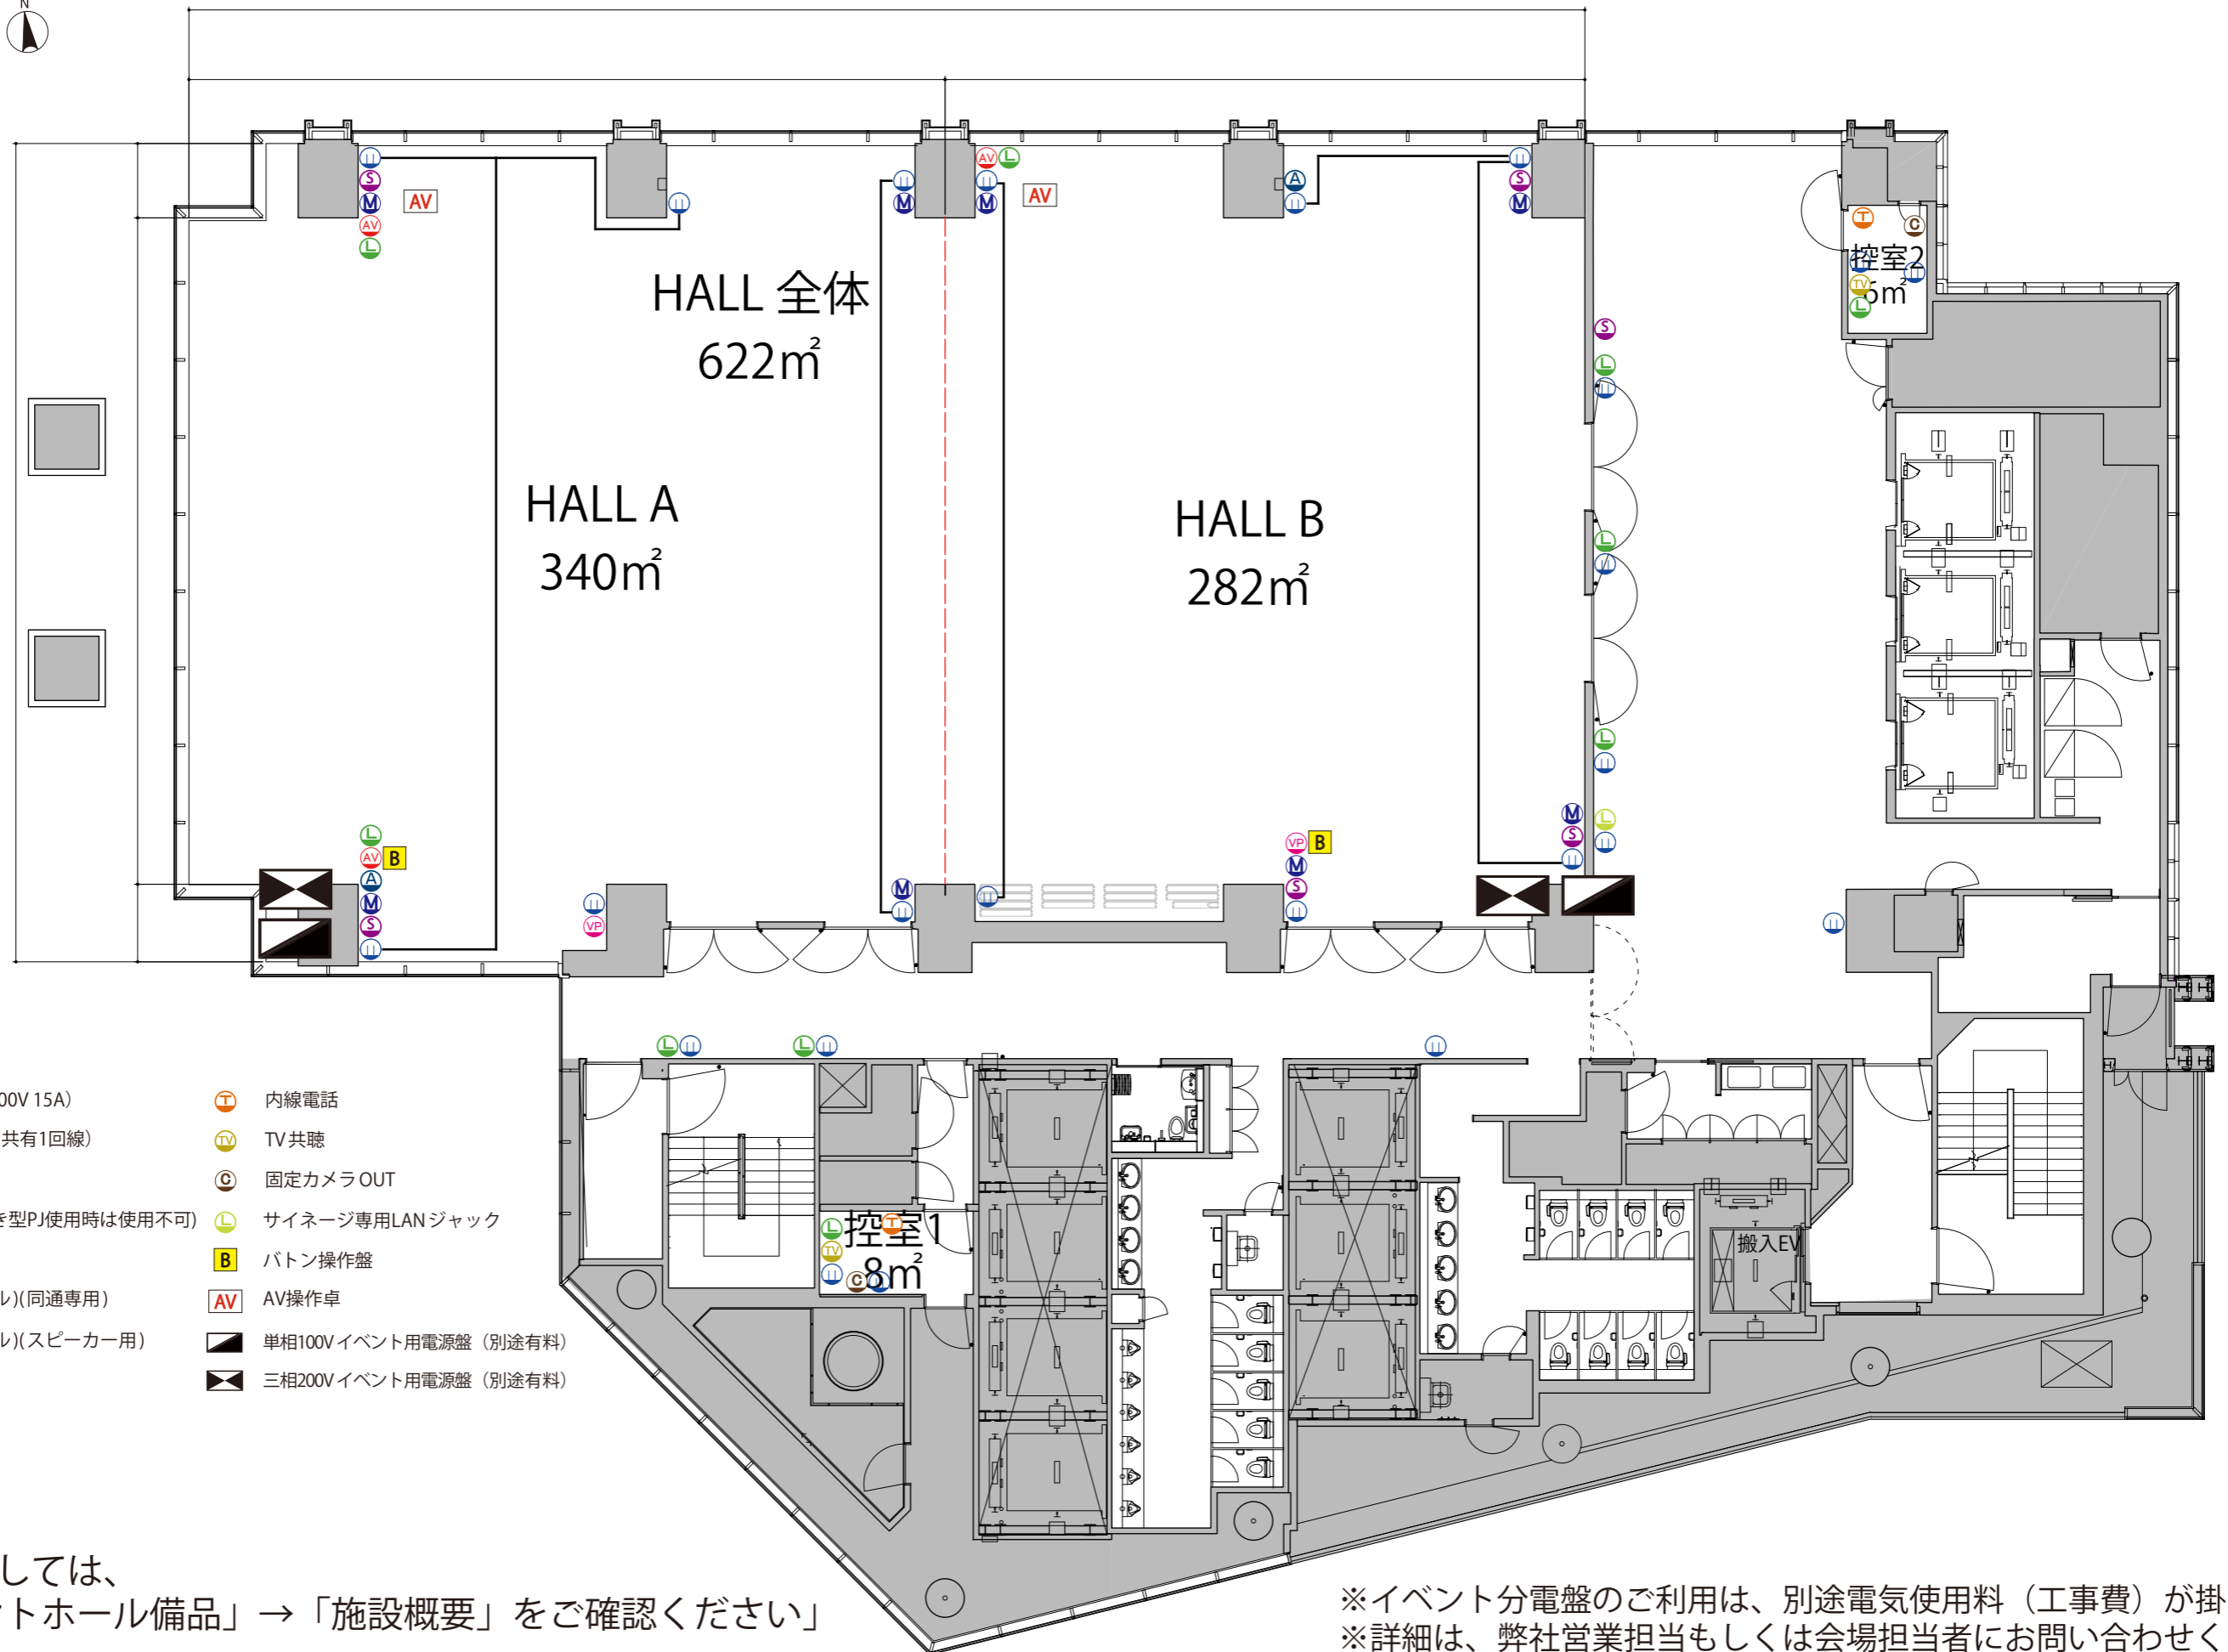 N
HALL 全体
622㎡
HALL A
340㎡
HALL B
282㎡
AV
AV
控室2
6㎡
B
B
控室1
8㎡
搬入EV
00V 15A）
内線電話
共有1回線）
TV共聴
固定カメラOUT
き型PJ使用時は使用不可)
サイネージ専用LANジャック
B バトン操作盤
ル)(同通専用)
AV AV操作卓
ル)(スピーカー用)
単相100Vイベント用電源盤（別途有料）
三相200Vイベント用電源盤（別途有料）
しては、
ントホール備品」→「施設概要」をご確認ください」
※イベント分電盤のご利用は、別途電気使用料（工事費）が掛
※詳細は、弊社営業担当もしくは会場担当者にお問い合わせく